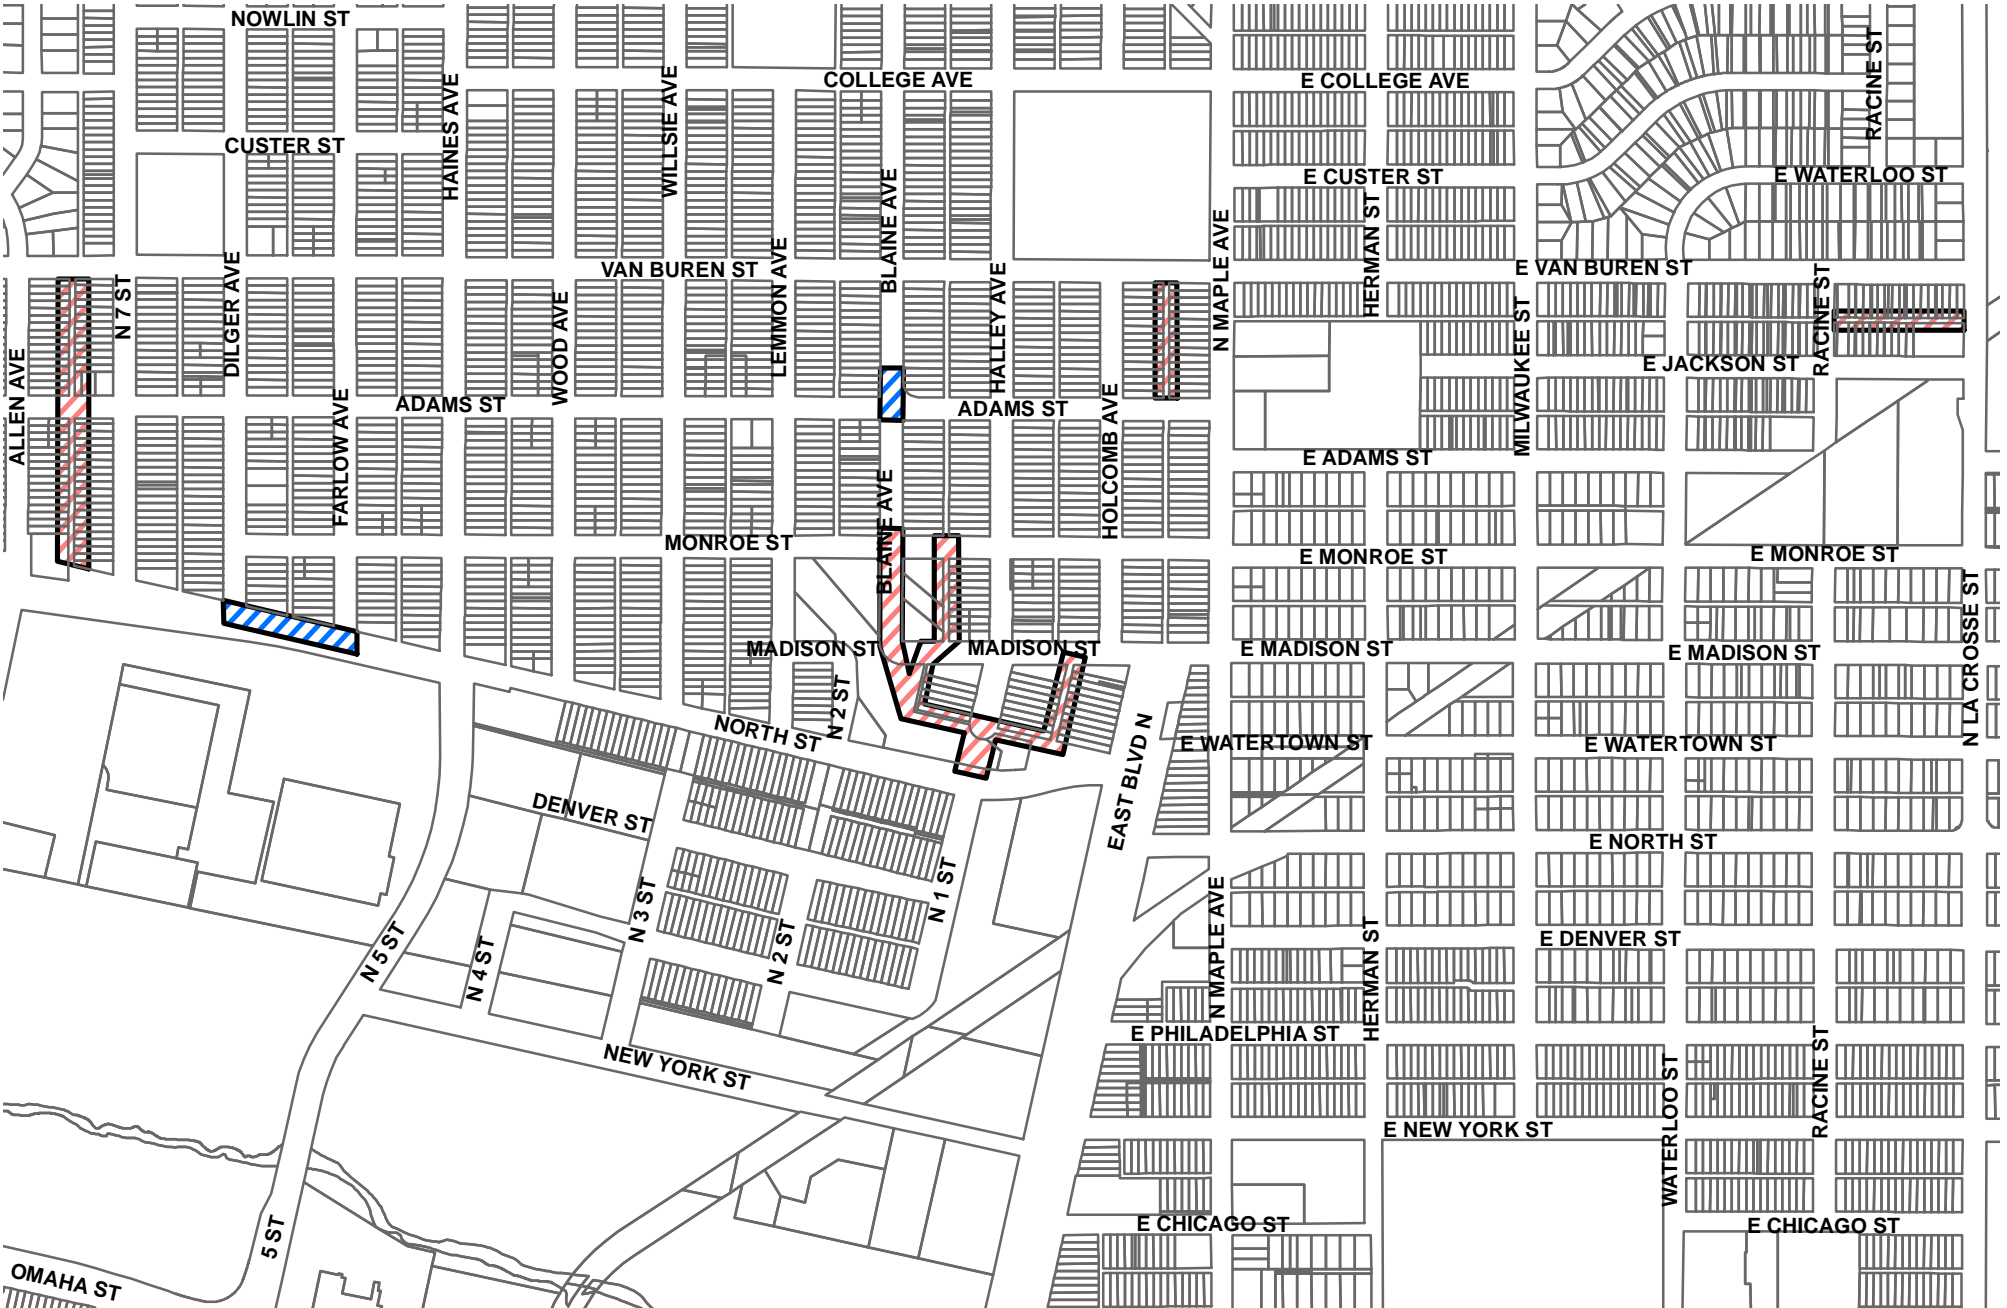 NOWLIN ST
COLLEGE AVE
E COLLEGE AVE
RACINE ST
HAINES AVE
WILLSIE AVE
CUSTER ST
E CUSTER ST
E WATERLOO ST
BLAINE AVE
HERMAN ST
N MAPLE AVE
VAN BUREN ST
E VAN BUREN ST
N 7 ST
DILGER AVE
LEMMON AVE
HALLEY AVE
RACINE ST
WOOD AVE
MILWAUKEE ST
E JACKSON ST
ALLEN AVE
ADAMS ST
ADAMS ST
FARLOW AVE
HOLCOMB AVE
E ADAMS ST
BLAINE AVE
MONROE ST
E MONROE ST
E MONROE ST
MADISON ST
MADISON ST
E MADISON ST
E MADISON ST
N LA CROSSE ST
N 2 ST
NORTH ST
E WATERTOWN ST
E WATERTOWN ST
EAST BLVD N
DENVER ST
E NORTH ST
N 1 ST
N 3 ST
N MAPLE AVE
N 5 ST
N 4 ST
N 2 ST
HERMAN ST
E DENVER ST
E PHILADELPHIA ST
NEW YORK ST
RACINE ST
WATERLOO ST
E NEW YORK ST
5 ST
E CHICAGO ST
E CHICAGO ST
OMAHA ST